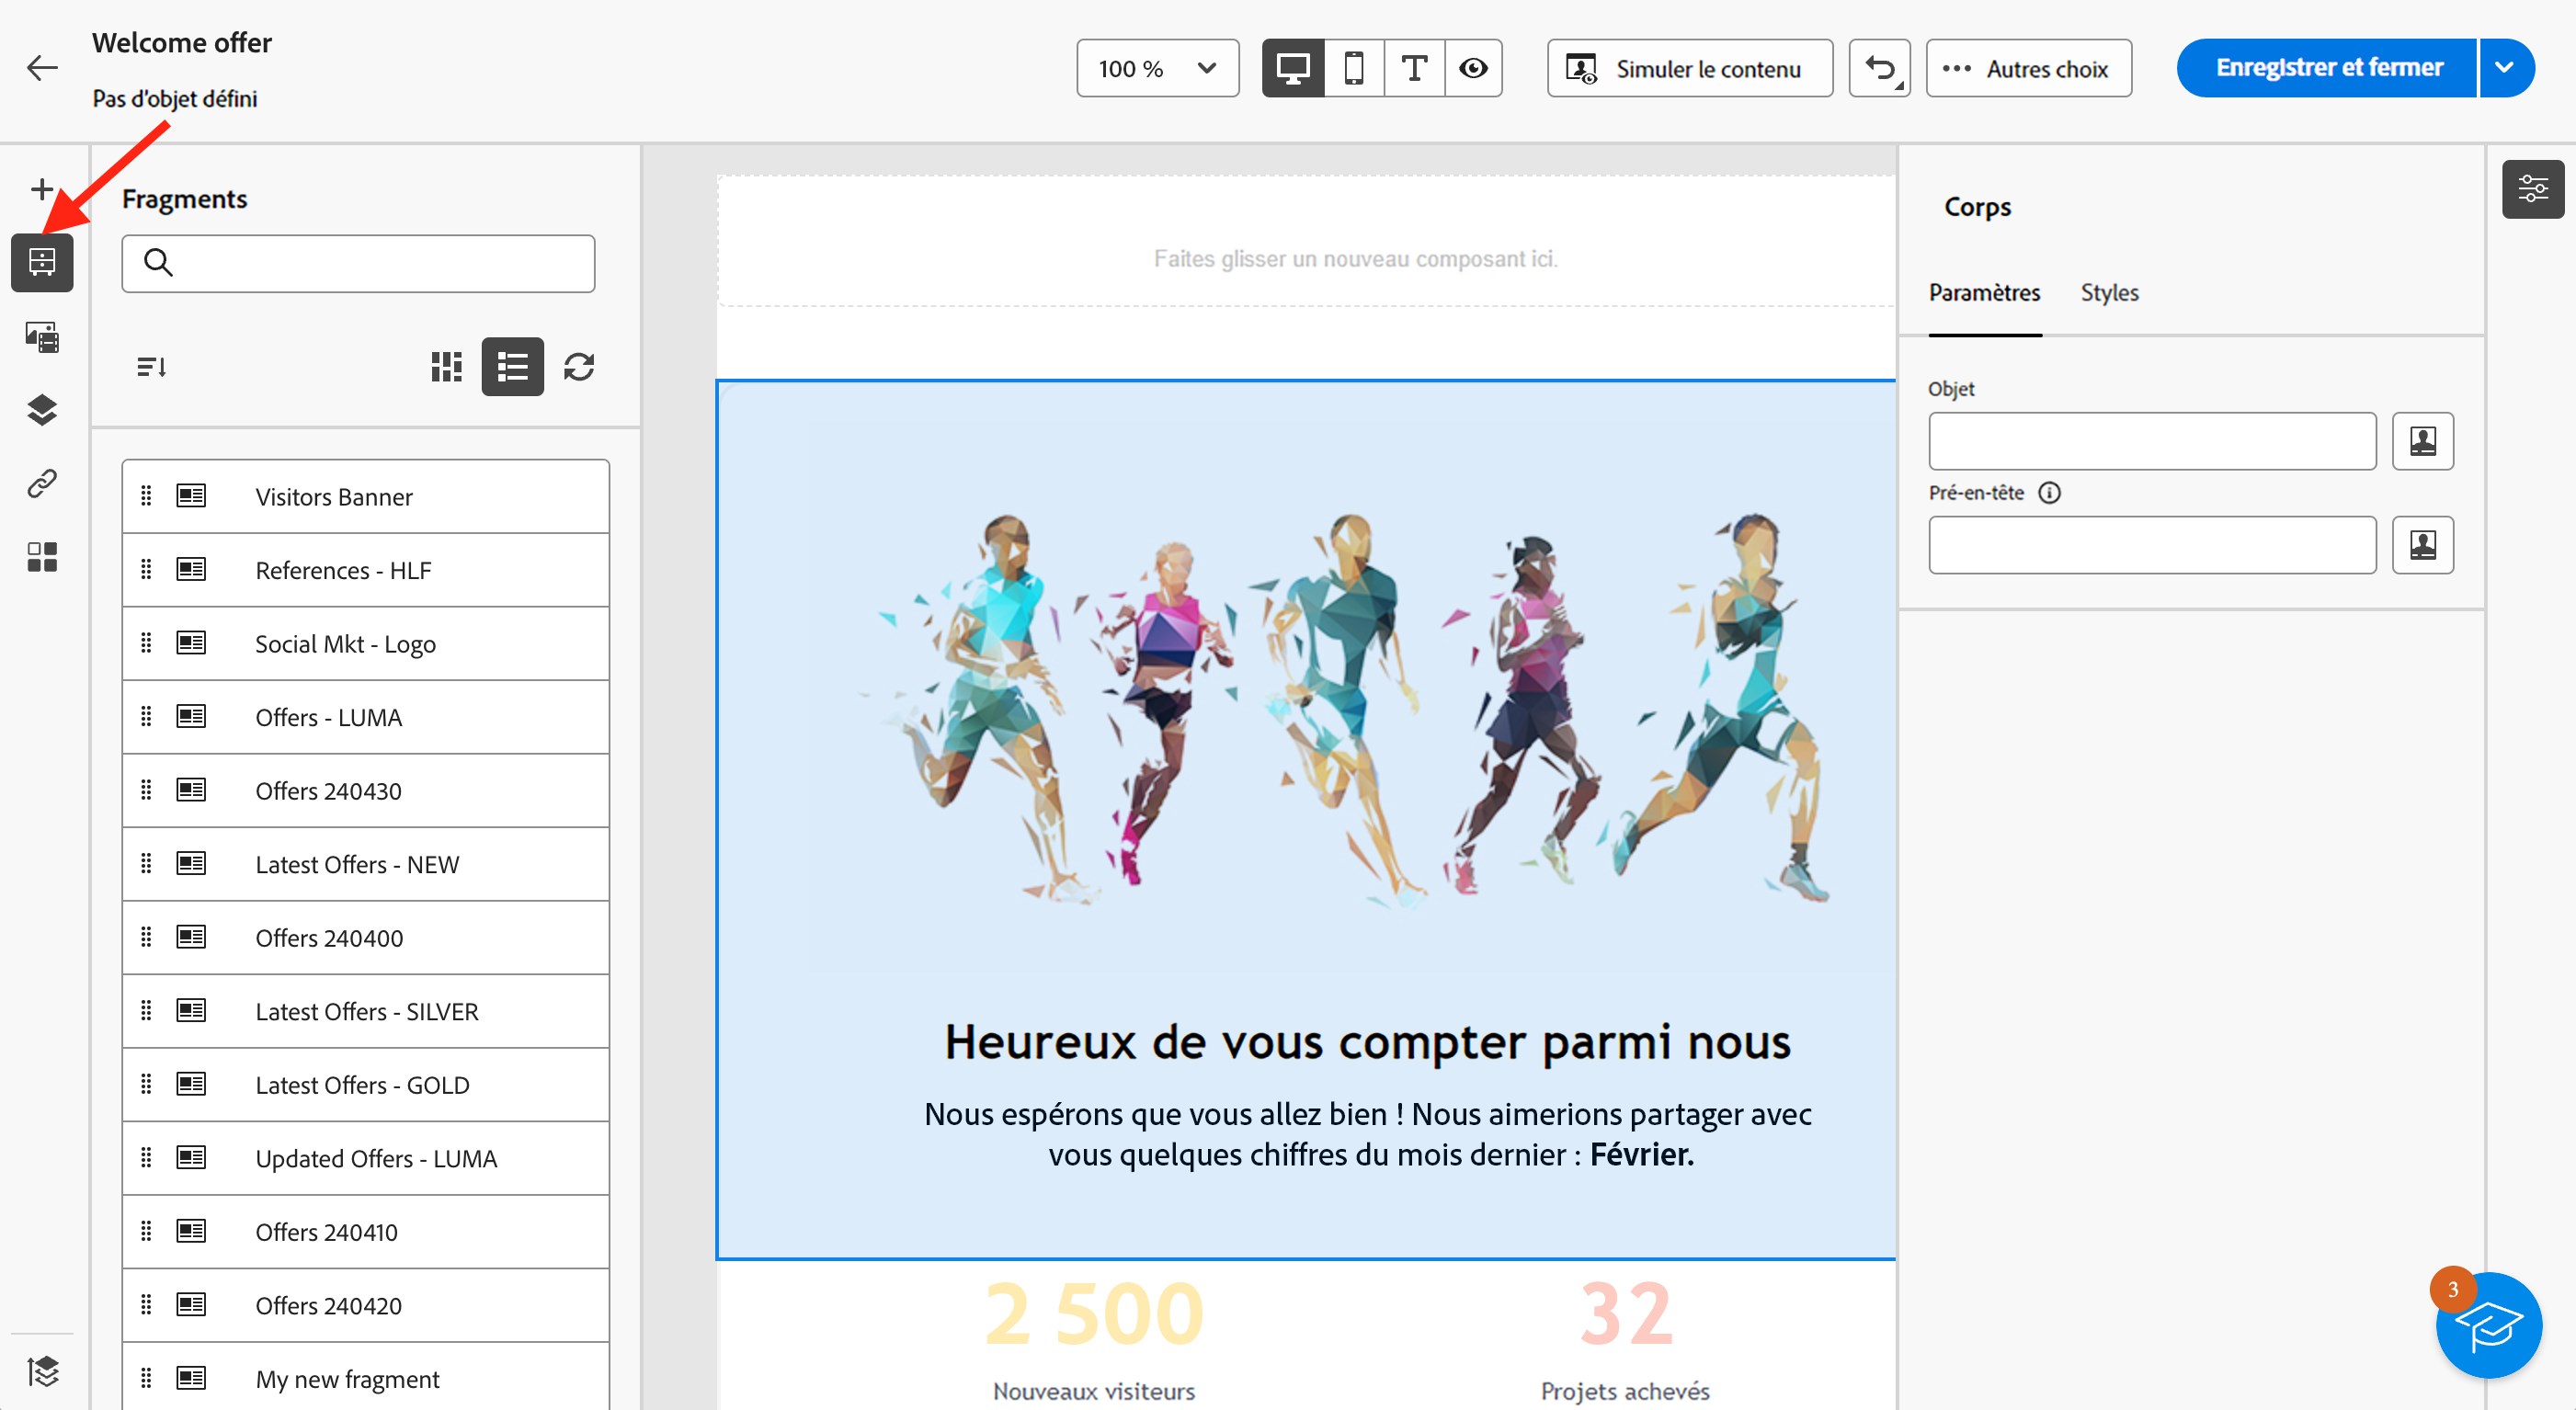 Welcome offer
Pas d'objet défini
100 %
Simuler le contenu
Autres choix
Enregistrer et fermer
Fragments
Visitors Banner
References - HLF
Social Mkt - Logo
Offers - LUMA
Offers 240430
Latest Offers - NEW
Offers 240400
Latest Offers - SILVER
Latest Offers - GOLD
Updated Offers - LUMA
Offers 240410
Offers 240420
My new fragment
Faites glisser un nouveau composant ici.
Heureux de vous compter parmi nous
Nous espérons que vous allez bien ! Nous aimerions partager avec
vous quelques chiffres du mois dernier : Février.
2 500
32
Nouveaux visiteurs
Projets achevés
Corps
Paramètres
Styles
Objet
Pré-en-tête
3